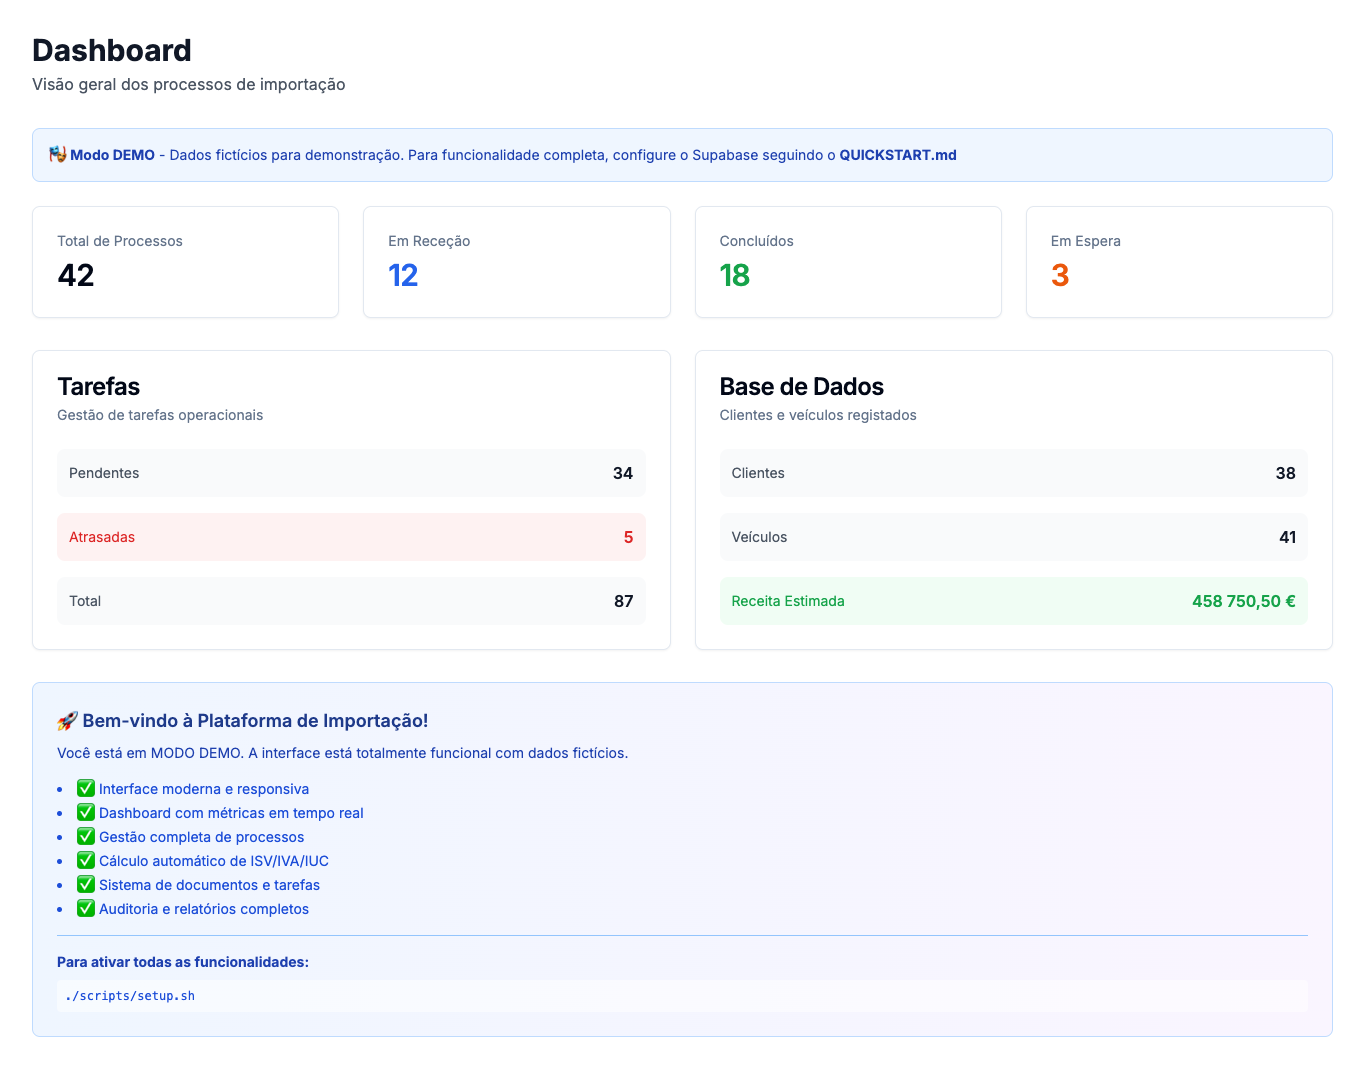 Dashboard
Visão geral dos processos de importação
🎭 Modo DEMO - Dados fictícios para demonstração. Para funcionalidade completa, configure o Supabase seguindo o QUICKSTART.md
Total de Processos
42
Em Receção
12
Concluídos
18
Em Espera
3
Tarefas
Gestão de tarefas operacionais
Pendentes 34
Atrasadas 5
Total 87
Base de Dados
Clientes e veículos registados
Clientes 38
Veículos 41
Receita Estimada 458 750,50 €
🚀 Bem-vindo à Plataforma de Importação!
Você está em MODO DEMO. A interface está totalmente funcional com dados fictícios.
• ✅ Interface moderna e responsiva
• ✅ Dashboard com métricas em tempo real
• ✅ Gestão completa de processos
• ✅ Cálculo automático de ISV/IVA/IUC
• ✅ Sistema de documentos e tarefas
• ✅ Auditoria e relatórios completos
Para ativar todas as funcionalidades:
./scripts/setup.sh